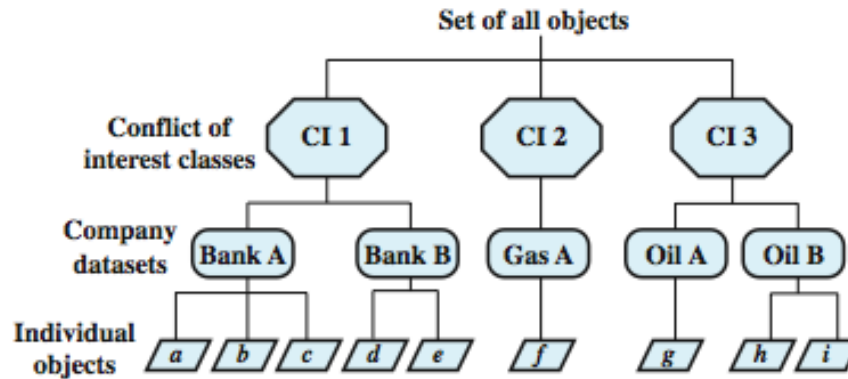 Set of all objects
Conflict of
interest classes
CI 1 CI 2 CI 3
Company
datasets
Bank A Bank B Gas A Oil A Oil B
Individual
objects
a b c d e f g h i